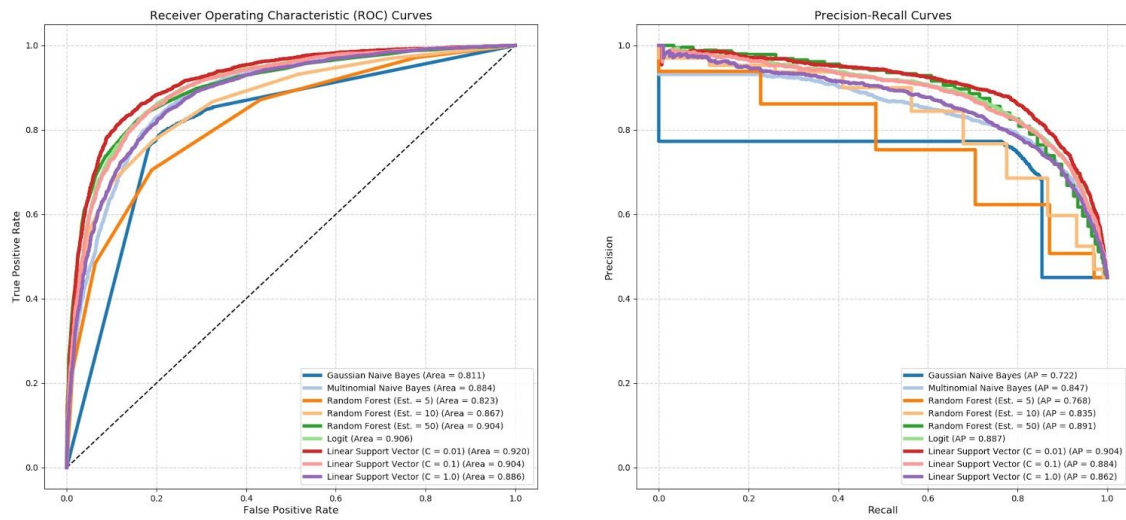 Receiver Operating Characteristic (ROC) Curves
True Positive Rate
1.0
0.8
0.6
0.4
0.2
0.0
Gaussian Naive Bayes (Area = 0.811)
Multinomial Naive Bayes (Area = 0.884)
Random Forest (Est. = 5) (Area = 0.823)
Random Forest (Est. = 10) (Area = 0.867)
Random Forest (Est. = 50) (Area = 0.904)
Logit (Area = 0.906)
Linear Support Vector (C = 0.01) (Area = 0.920)
Linear Support Vector (C = 0.1) (Area = 0.904)
Linear Support Vector (C = 1.0) (Area = 0.886)
0.0 0.2 0.4 0.6 0.8 1.0
False Positive Rate
Precision-Recall Curves
Precision
1.0
0.8
0.6
0.4
0.2
0.0
Gaussian Naive Bayes (AP = 0.722)
Multinomial Naive Bayes (AP = 0.847)
Random Forest (Est. = 5) (AP = 0.768)
Random Forest (Est. = 10) (AP = 0.835)
Random Forest (Est. = 50) (AP = 0.891)
Logit (AP = 0.887)
Linear Support Vector (C = 0.01) (AP = 0.904)
Linear Support Vector (C = 0.1) (AP = 0.884)
Linear Support Vector (C = 1.0) (AP = 0.862)
0.0 0.2 0.4 0.6 0.8 1.0
Recall